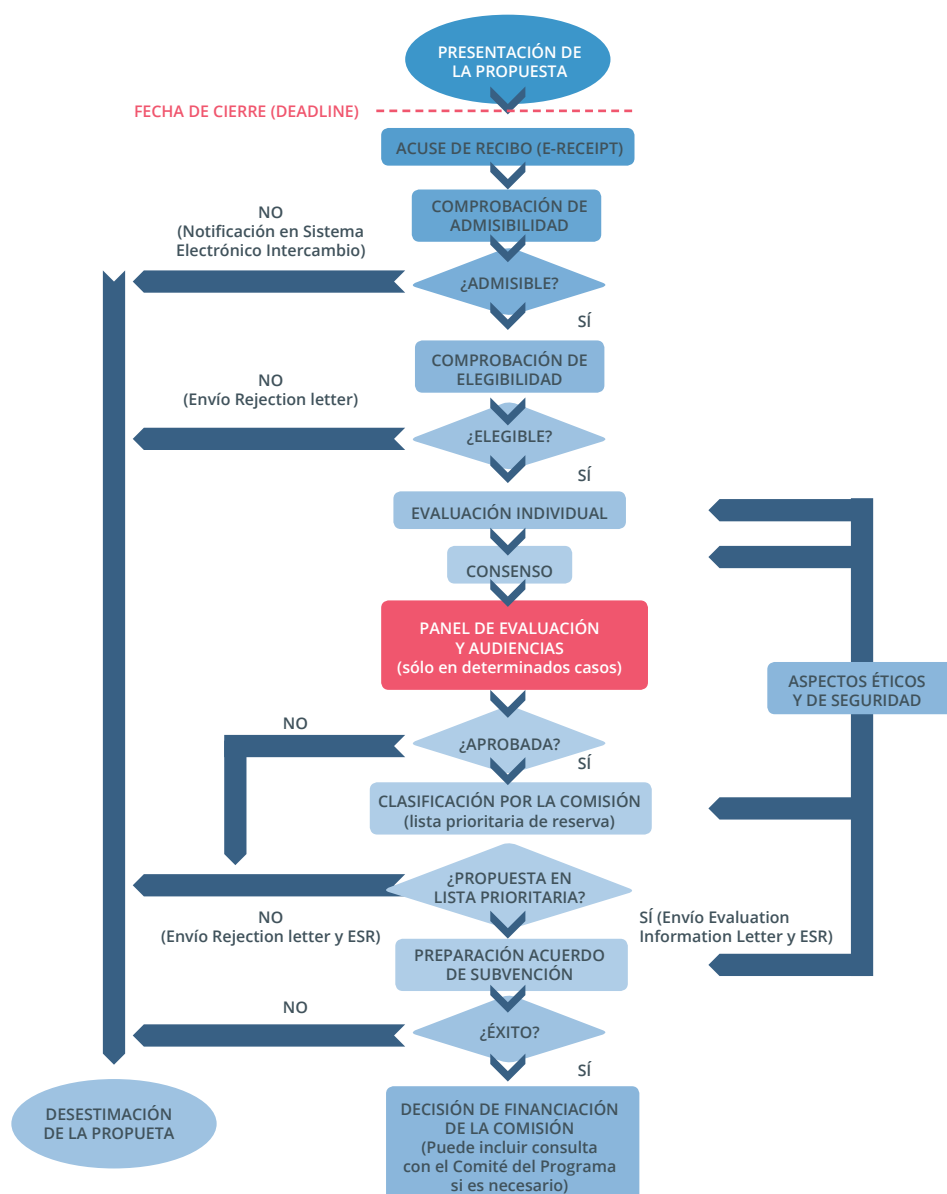 PRESENTACIÓN DE
LA PROPUESTA
FECHA DE CIERRE (DEADLINE)
ACUSE DE RECIBO (E-RECEIPT)
COMPROBACIÓN DE
ADMISIBILIDAD
NO
(Notificación en Sistema
Electrónico Intercambio)
¿ADMISIBLE?
SÍ
COMPROBACIÓN DE
ELEGIBILIDAD
NO
(Envío Rejection letter)
¿ELEGIBLE?
SÍ
EVALUACIÓN INDIVIDUAL
CONSENSO
PANEL DE EVALUACIÓN
Y AUDIENCIAS
(sólo en determinados casos)
ASPECTOS ÉTICOS
Y DE SEGURIDAD
NO
¿APROBADA?
SÍ
CLASIFICACIÓN POR LA COMISIÓN
(lista prioritaria de reserva)
¿PROPUESTA EN
LISTA PRIORITARIA?
NO
(Envío Rejection letter y ESR)
SÍ (Envío Evaluation
Information Letter y ESR)
PREPARACIÓN ACUERDO
DE SUBVENCIÓN
NO
¿ÉXITO?
SÍ
DESESTIMACIÓN
DE LA PROPUETA
DECISIÓN DE FINANCIACIÓN
DE LA COMISIÓN
(Puede incluir consulta
con el Comité del Programa
si es necesario)